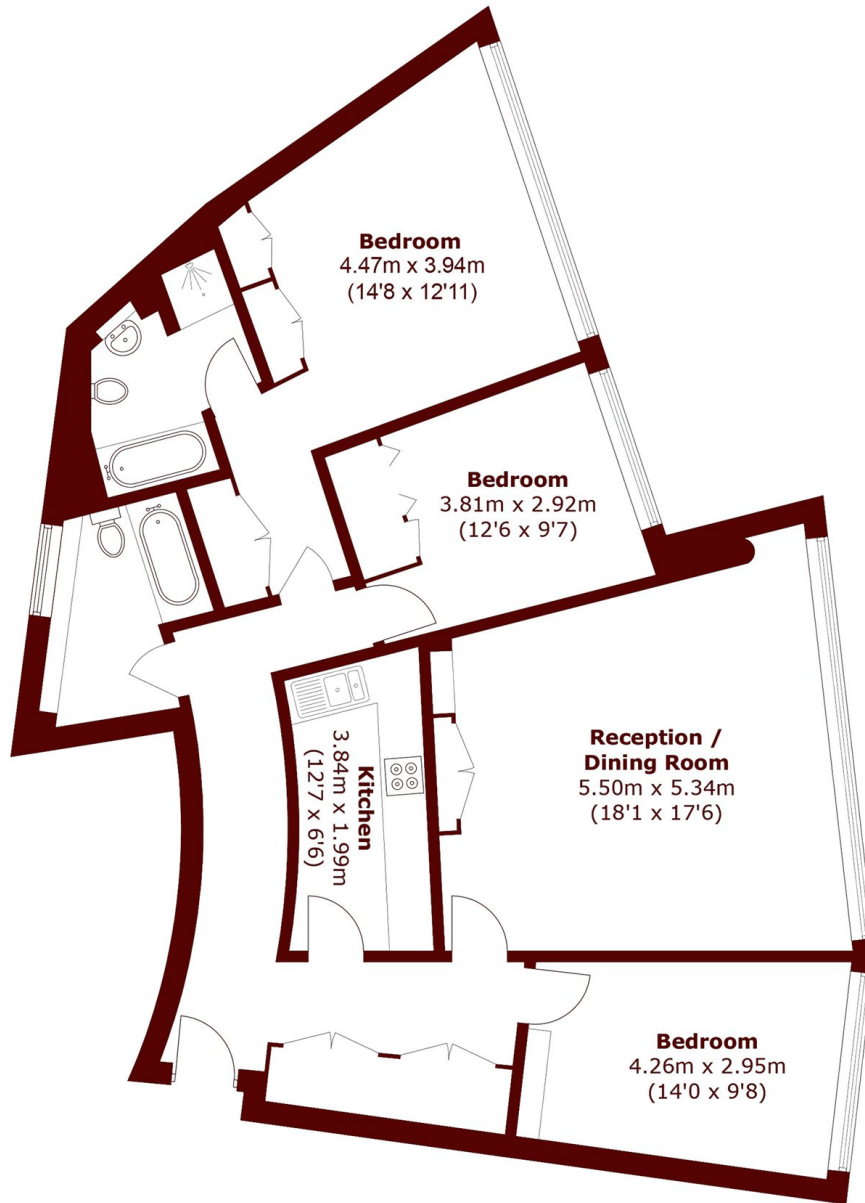 Bedroom
4.47m x 3.94m
(14'8 x 12'11)
Bedroom
3.81m x 2.92m
(12'6 x 9'7)
Reception /
Dining Room
5.50m x 5.34m
(18'1 x 17'6)
Kitchen
3.84m x 1.99m
(12'7 x 6'6)
Bedroom
4.26m x 2.95m
(14'0 x 9'8)